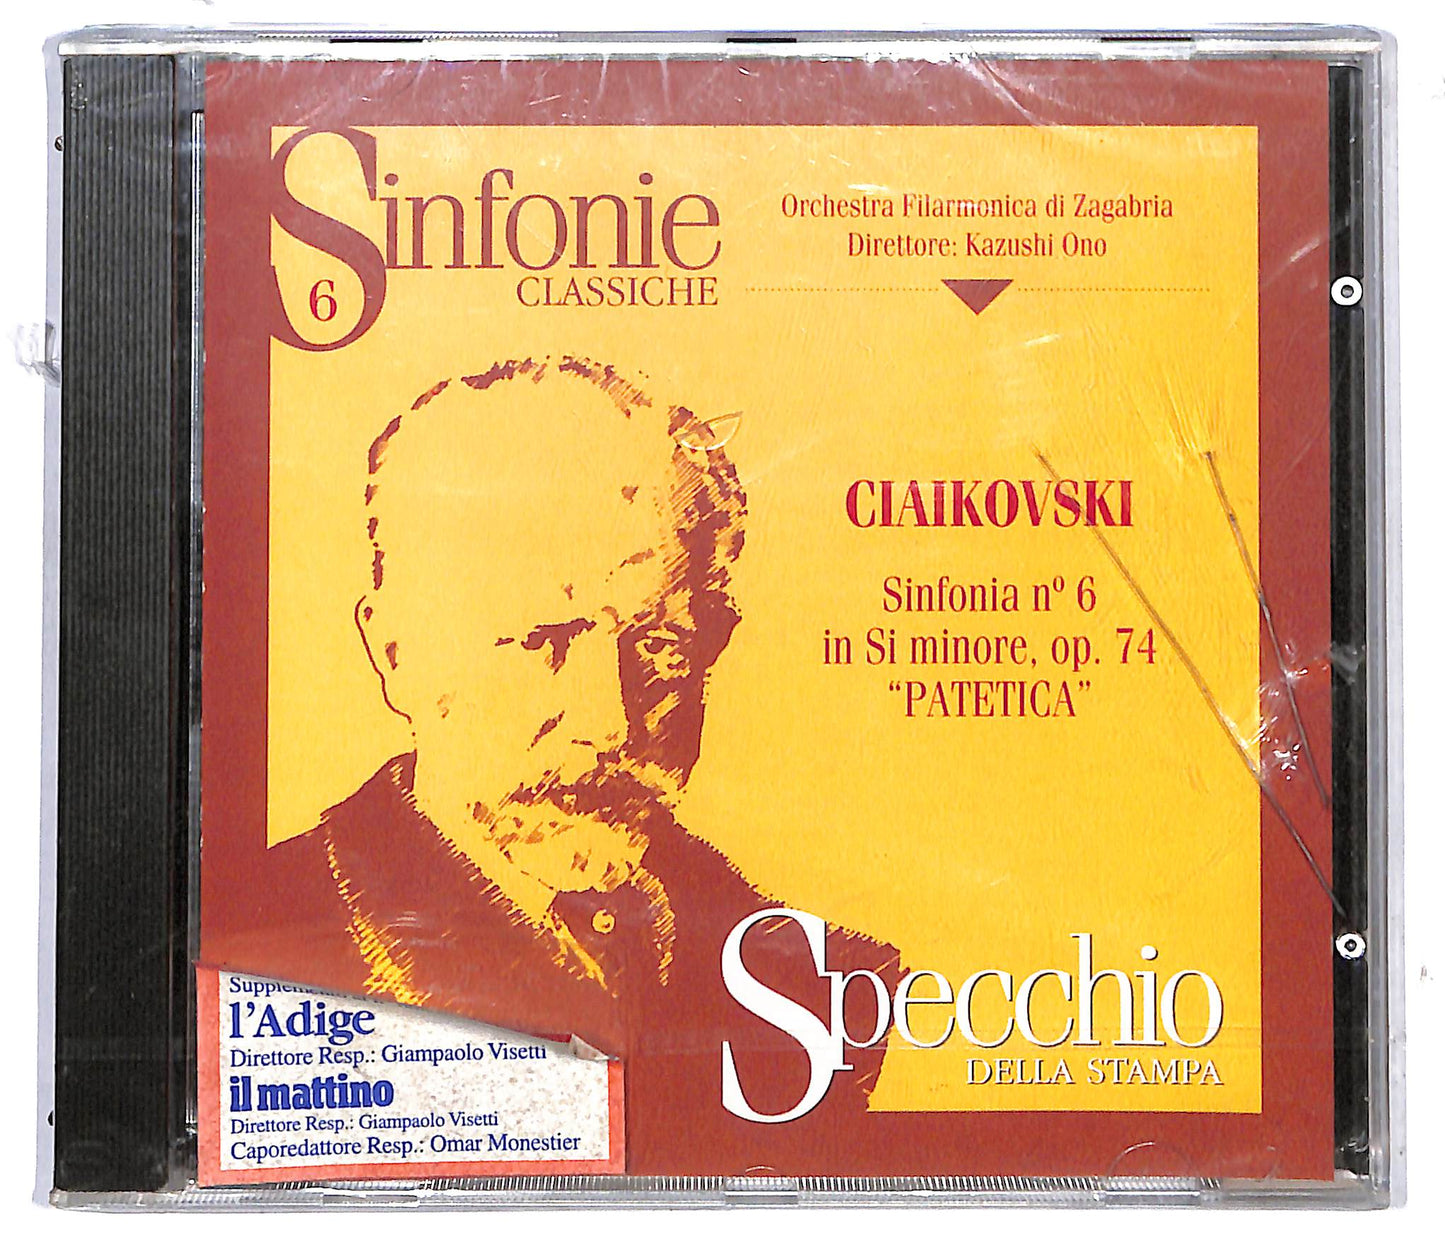 Sinfonie
CLASSICHE
6
Orchestra Filarmonica di Zagabria
Direttore: Kazushi Ono
CIAIKOVSKI
Sinfonia nº 6
in Si minore, op. 74
“PATETICA”
Specchio
DELLA STAMPA
l'Adige
Direttore Resp.: Giampaolo Visetti
il mattino
Direttore Resp.: Giampaolo Visetti
Caporedattore Resp.: Omar Monestier